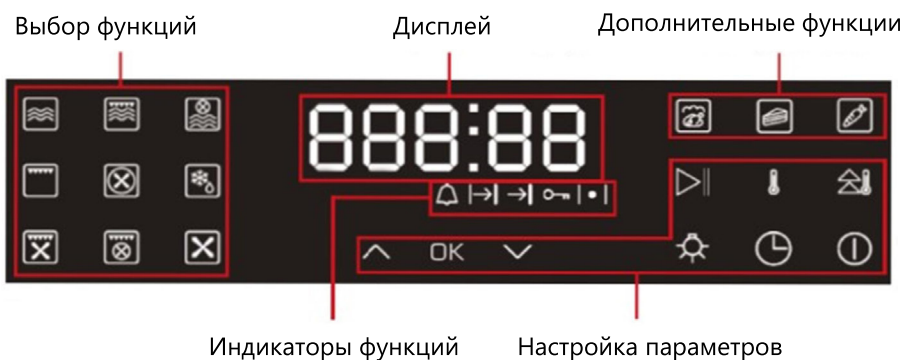 Выбор функций
Дисплей
Дополнительные функции
888:88
OK
Индикаторы функций
Настройка параметров